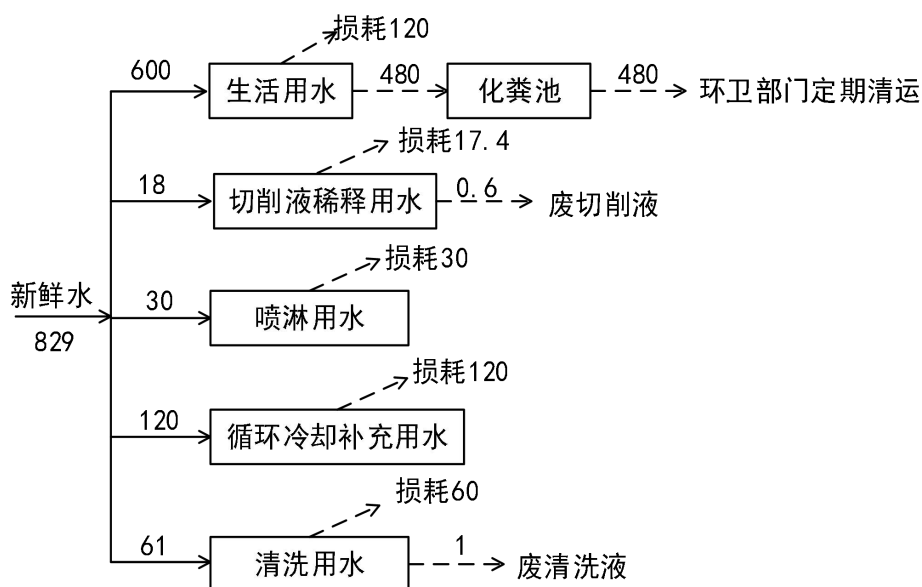 损耗120
600
生活用水
480
化粪池
480
环卫部门定期清运
损耗17.4
18
切削液稀释用水
0.6
废切削液
损耗30
新鲜水
829
30
喷淋用水
损耗120
120
循环冷却补充用水
损耗60
61
清洗用水
1
废清洗液